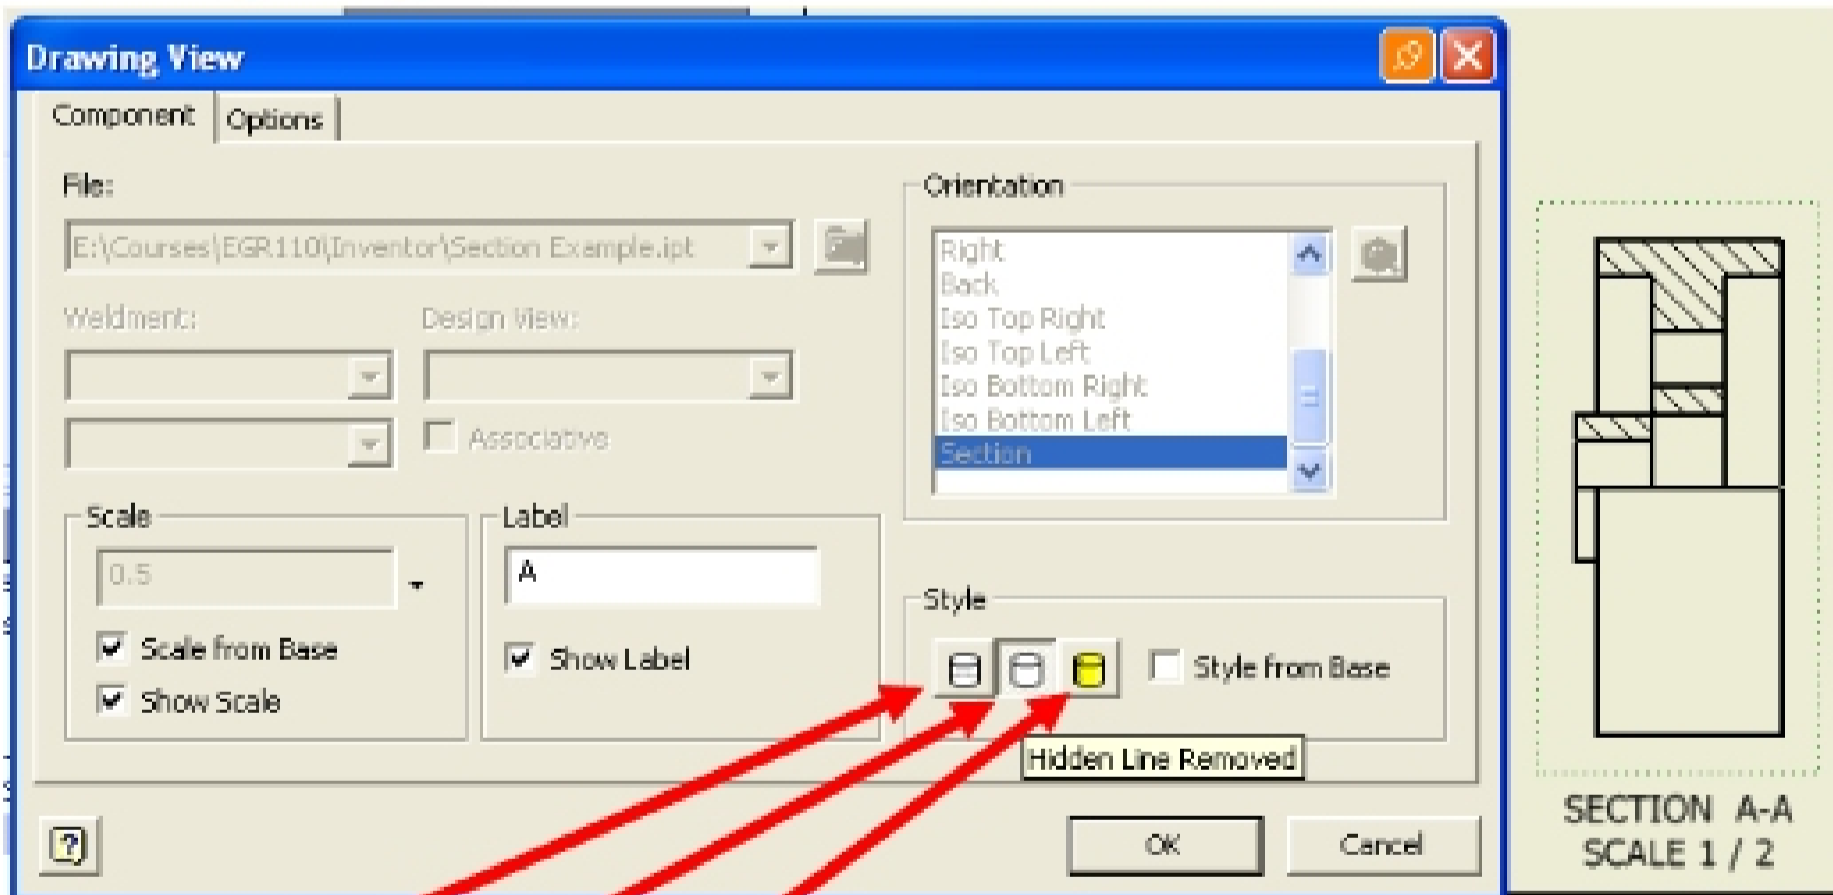 Drawing View
Component
Options
File:
E:\Courses\EGR110\Inventor\Section Example.ipt
Weldment:
Design View:
Associative
Orientation
Right
Back
Iso Top Right
Iso Top Left
Iso Bottom Right
Iso Bottom Left
Section
Scale
0.5
Scale from Base
Show Scale
Label
A
Show Label
Style
Style from Base
Hidden Line Removed
OK
Cancel
SECTION A-A
SCALE 1 / 2